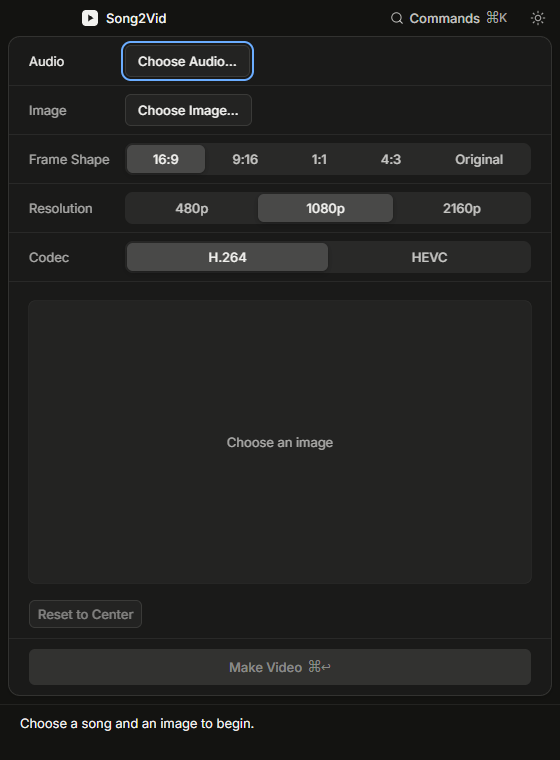 Song2Vid
Commands ⌘K
Audio
Choose Audio...
Image
Choose Image...
Frame Shape
16:9
9:16
1:1
4:3
Original
Resolution
480p
1080p
2160p
Codec
H.264
HEVC
Choose an image
Reset to Center
Make Video ⌘↩
Choose a song and an image to begin.